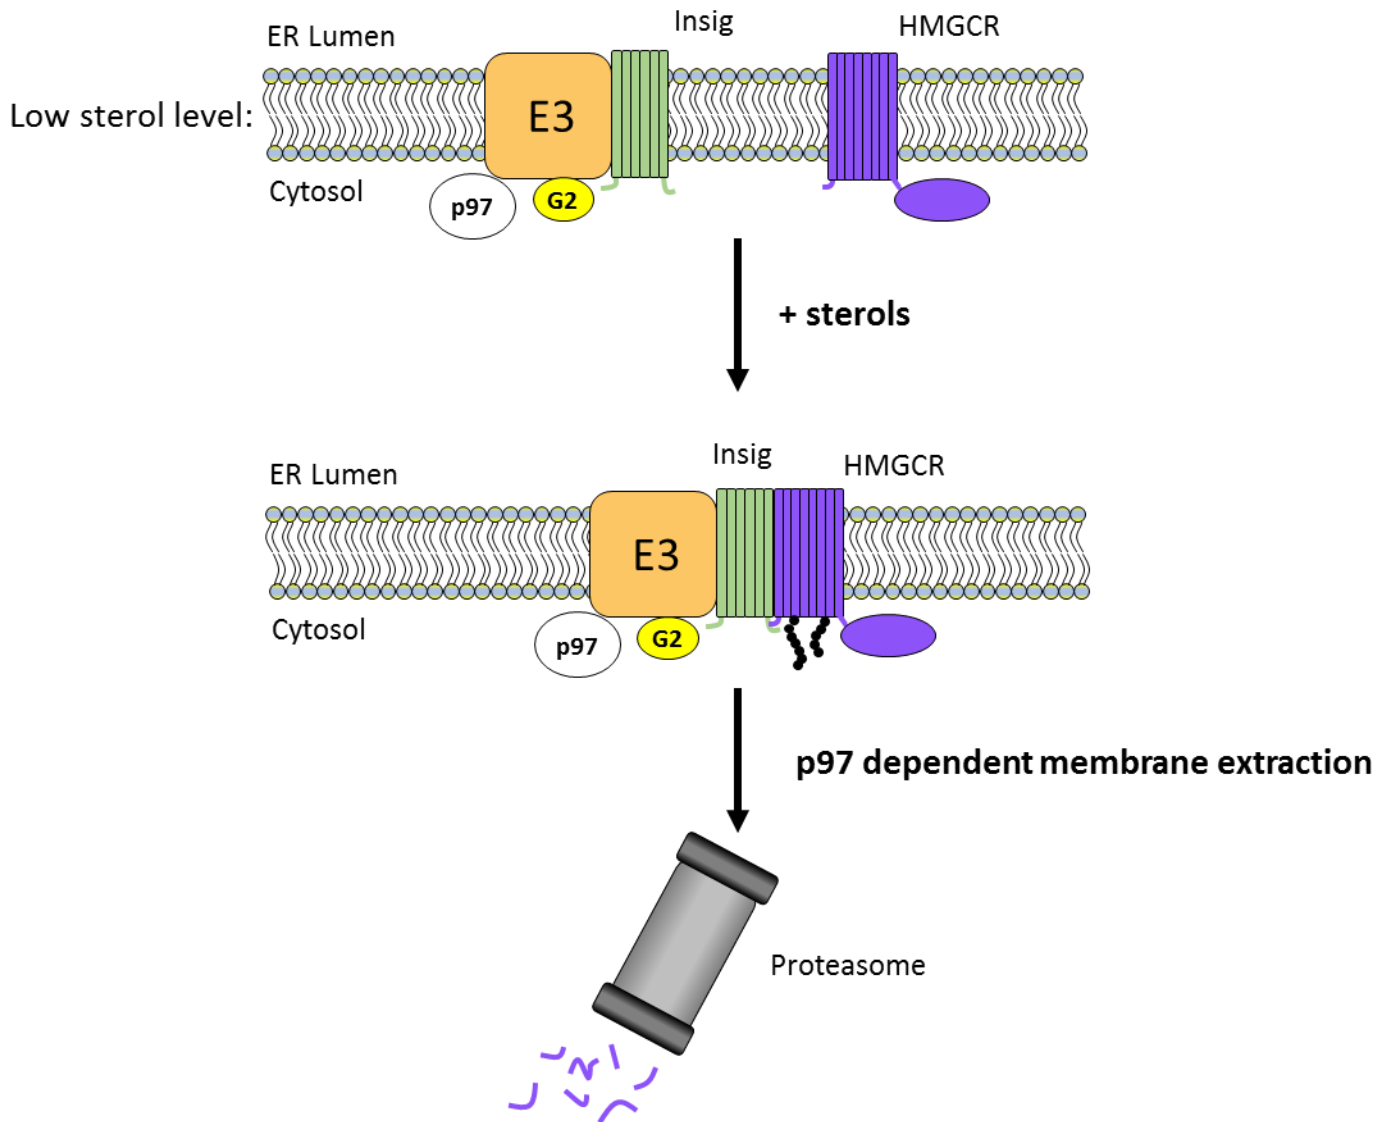 Insig
HMGCR
ER Lumen
Low sterol level:
E3
Cytosol
p97
G2
+ sterols
Insig
HMGCR
ER Lumen
E3
Cytosol
p97
G2
p97 dependent membrane extraction
Proteasome